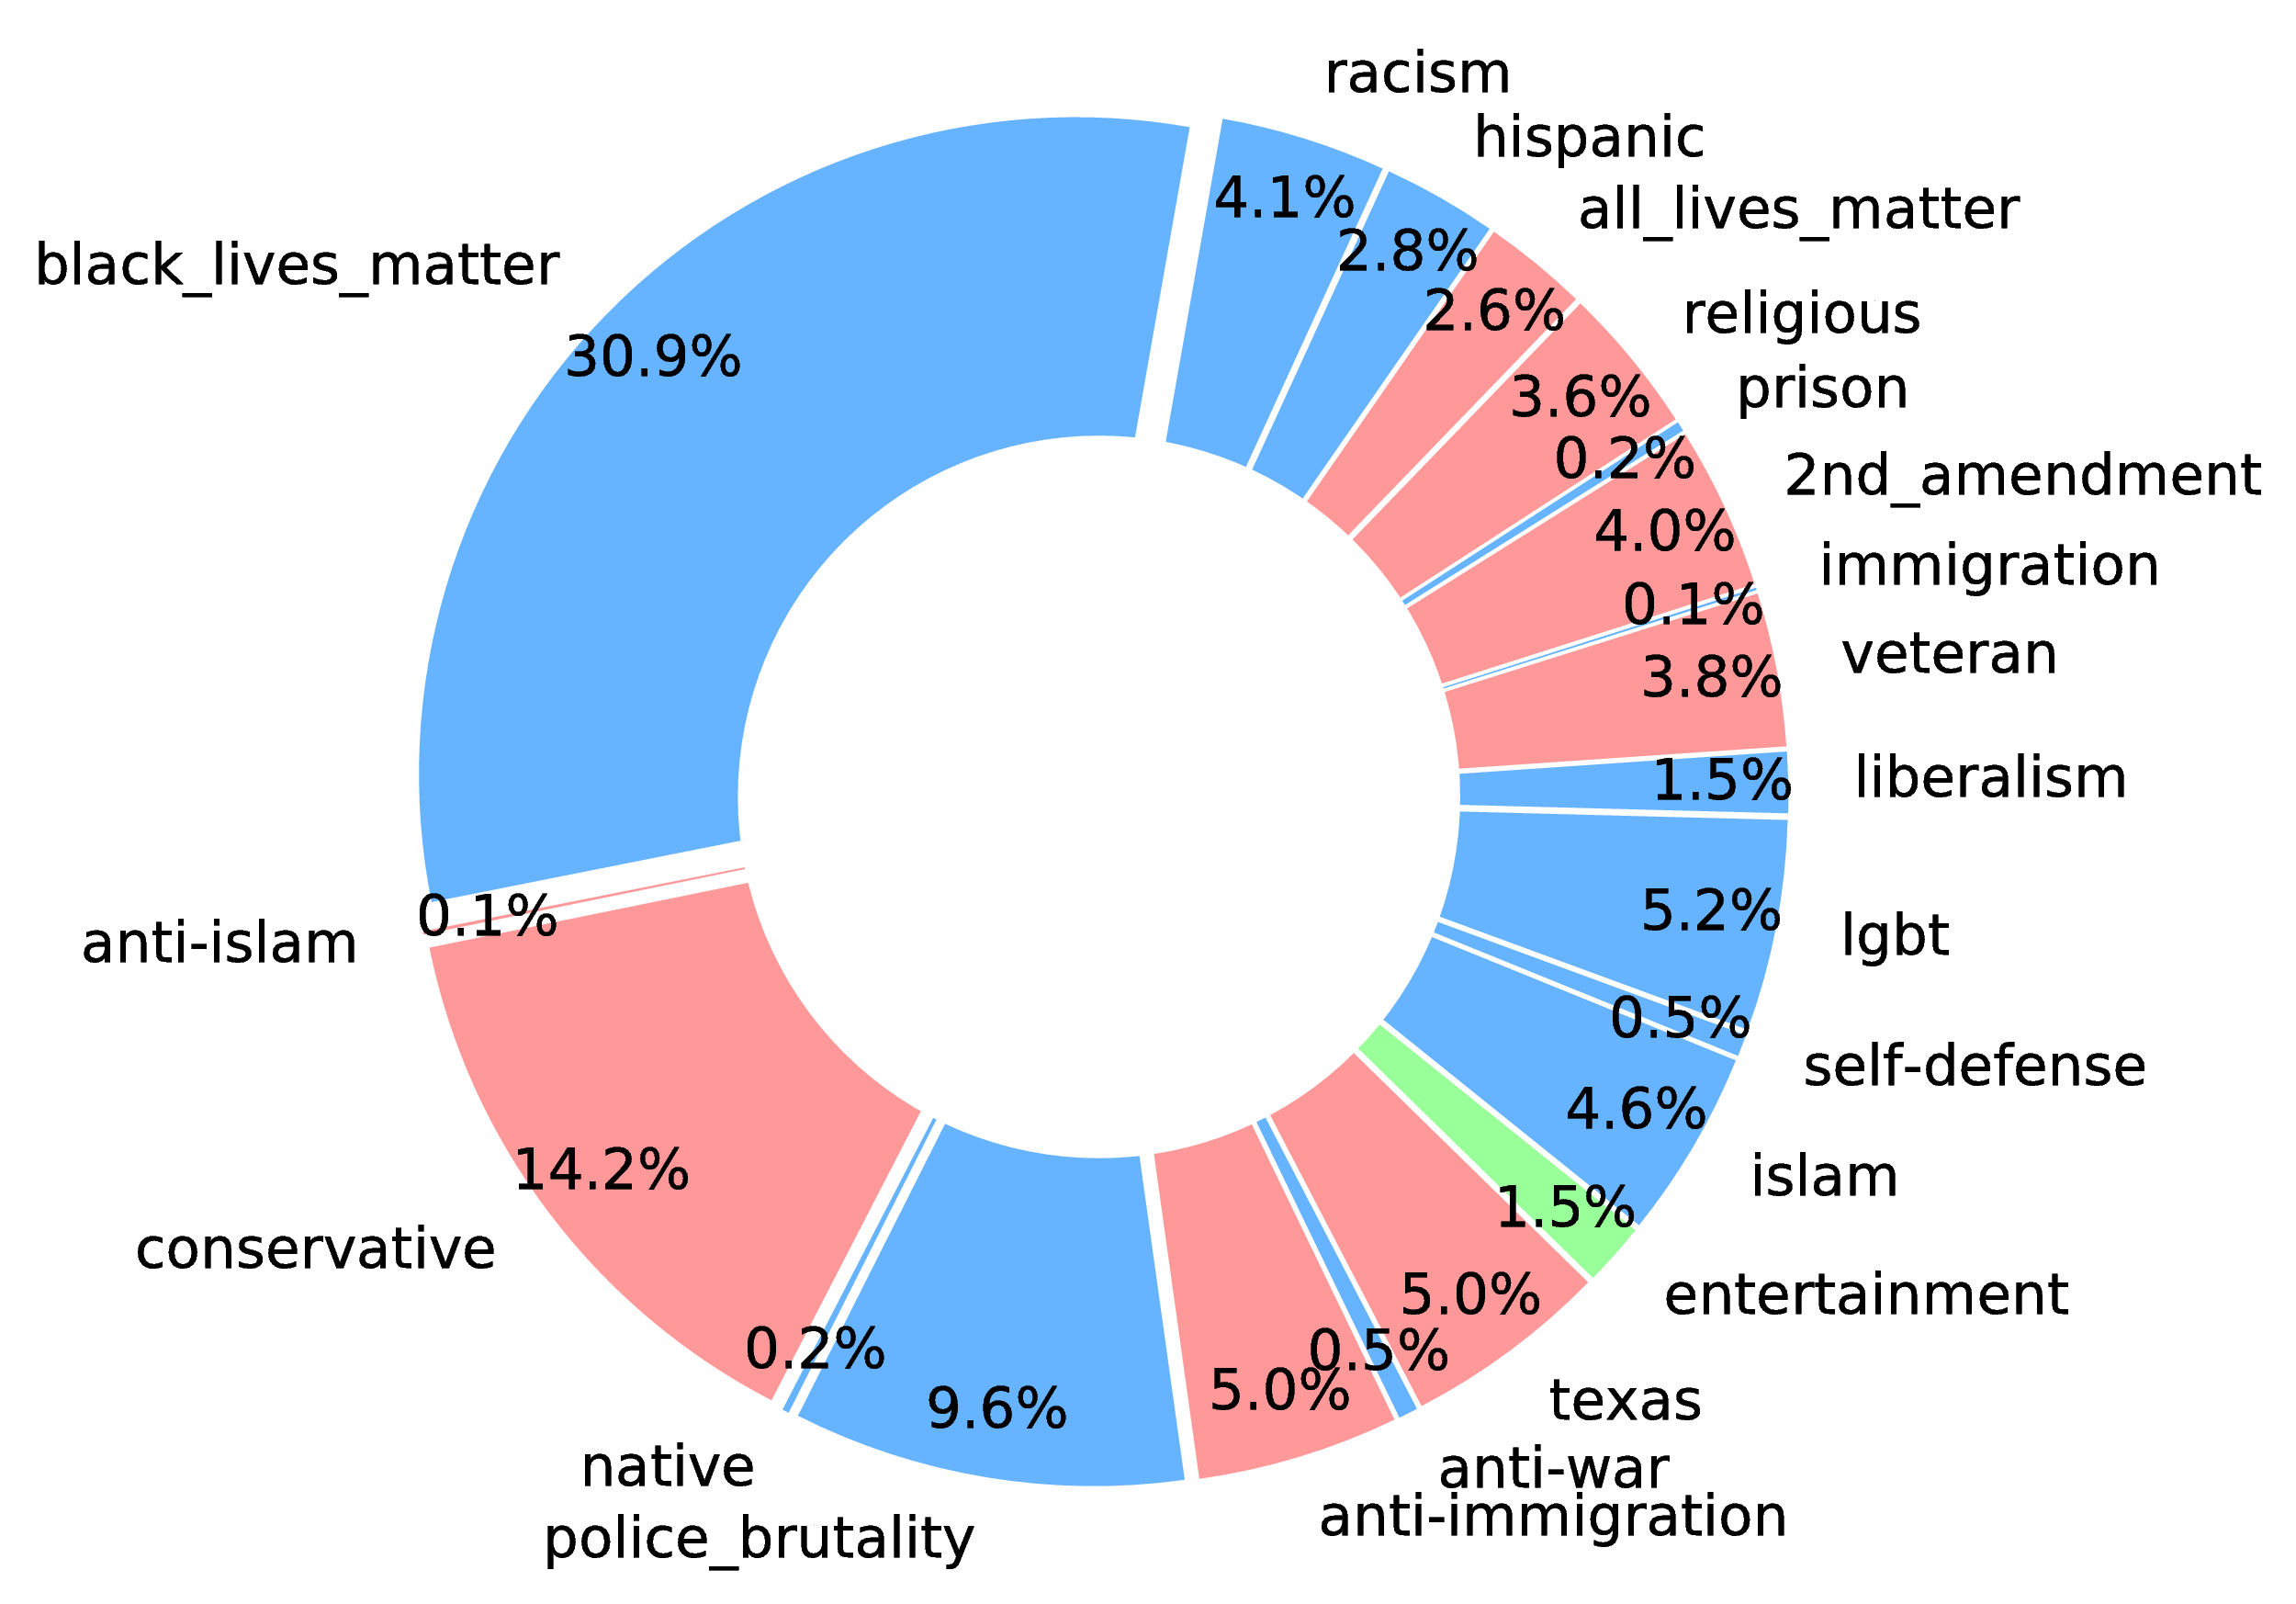 racism
4.1%
hispanic
2.8%
all_lives_matter
2.6%
religious
3.6%
prison
0.2%
2nd_amendment
4.0%
immigration
0.1%
veteran
3.8%
liberalism
1.5%
lgbt
5.2%
self-defense
0.5%
islam
4.6%
entertainment
1.5%
texas
5.0%
anti-war
0.5%
anti-immigration
5.0%
police_brutality
9.6%
native
0.2%
conservative
14.2%
anti-islam
0.1%
black_lives_matter
30.9%